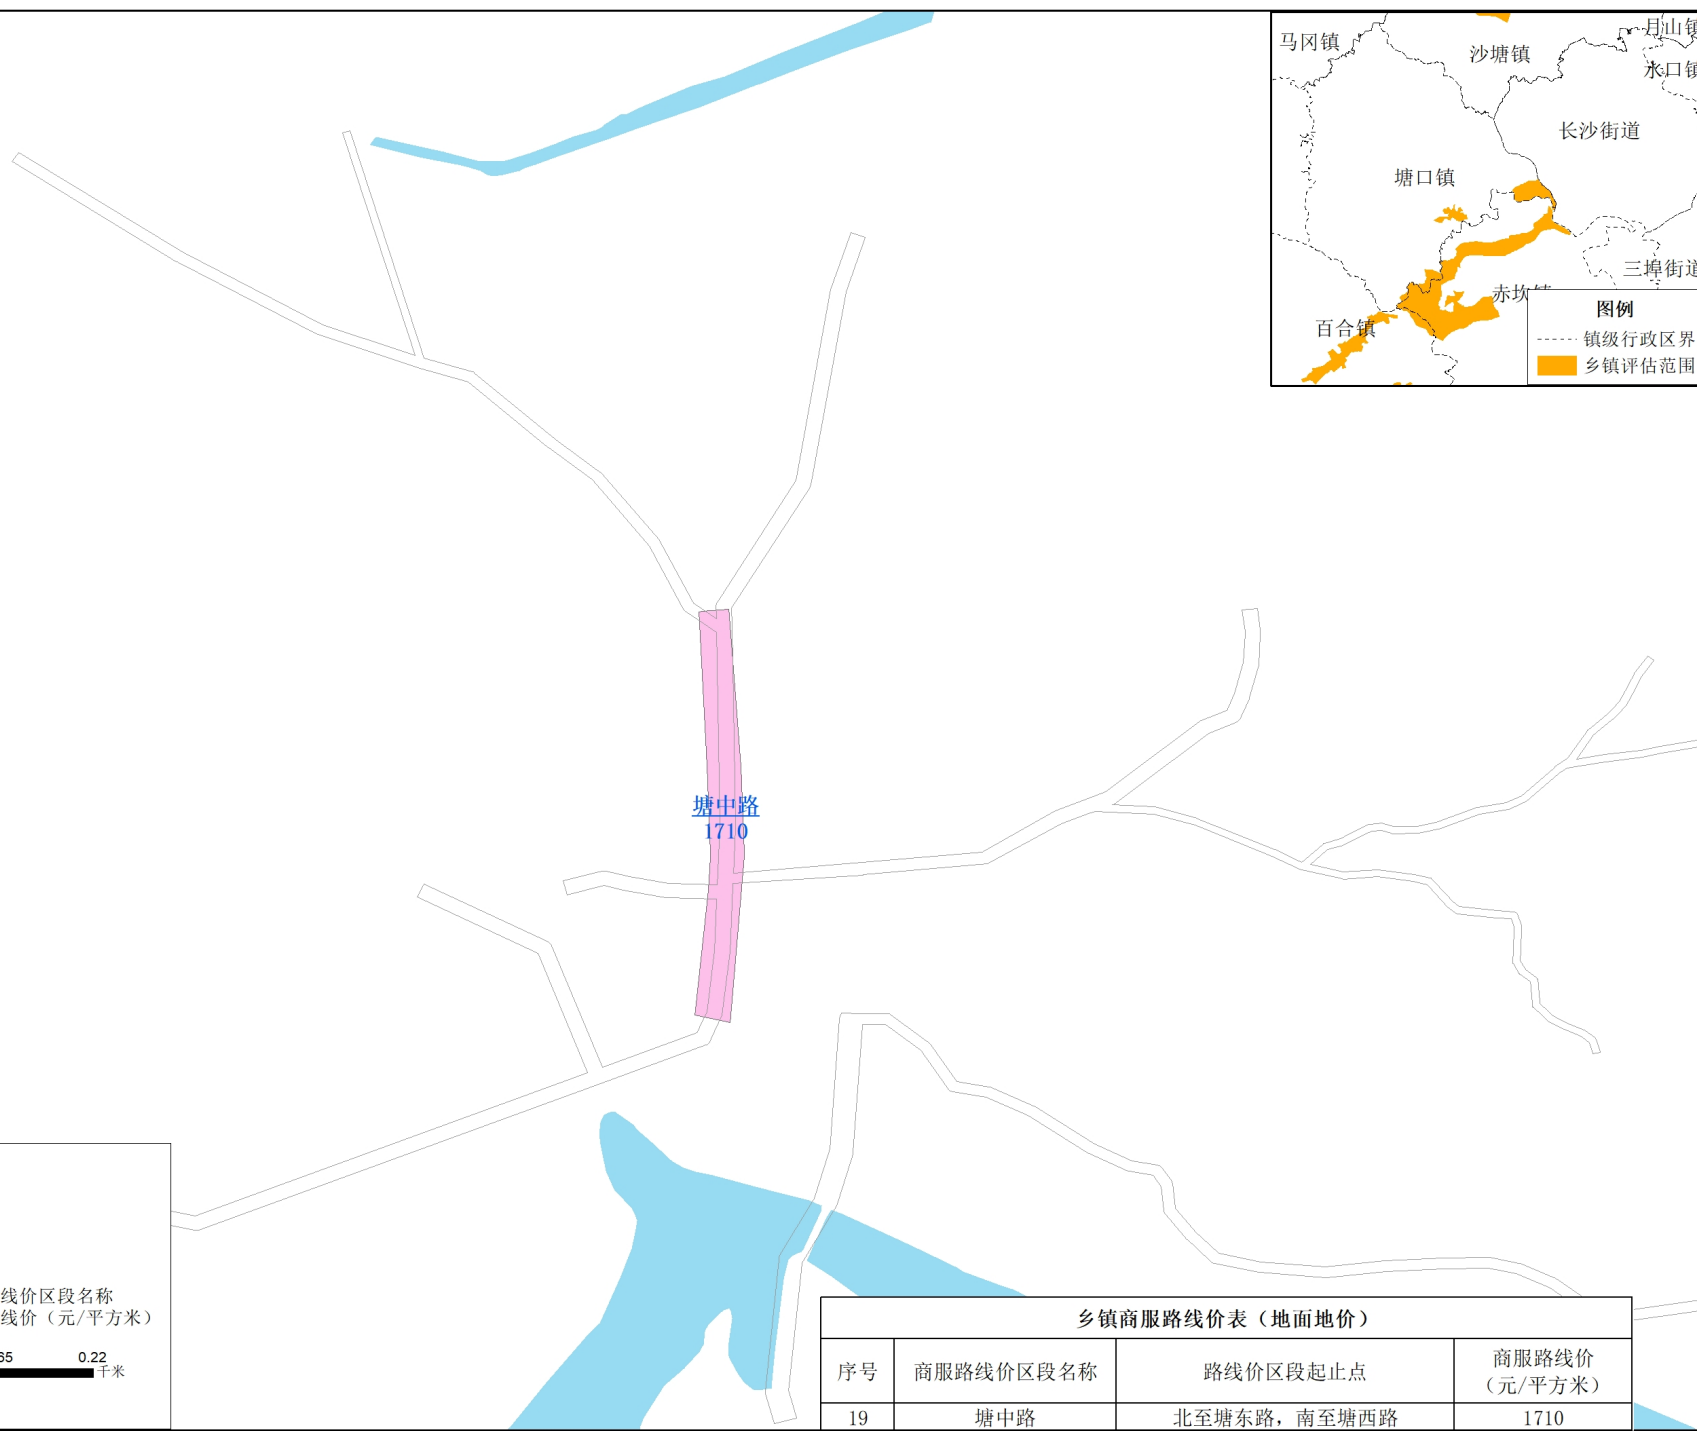 马冈镇
沙塘镇
月山镇
水口镇
长沙街道
塘口镇
三埠街道
赤坎镇
百合镇
图例
镇级行政区界
乡镇评估范围
塘中路
1710
线价区段名称
线价（元/平方米）
65 0.22
千米
乡镇商服路线价表（地面地价）
序号 商服路线价区段名称 路线价区段起止点 商服路线价（元/平方米）
19 塘中路 北至塘东路，南至塘西路 1710